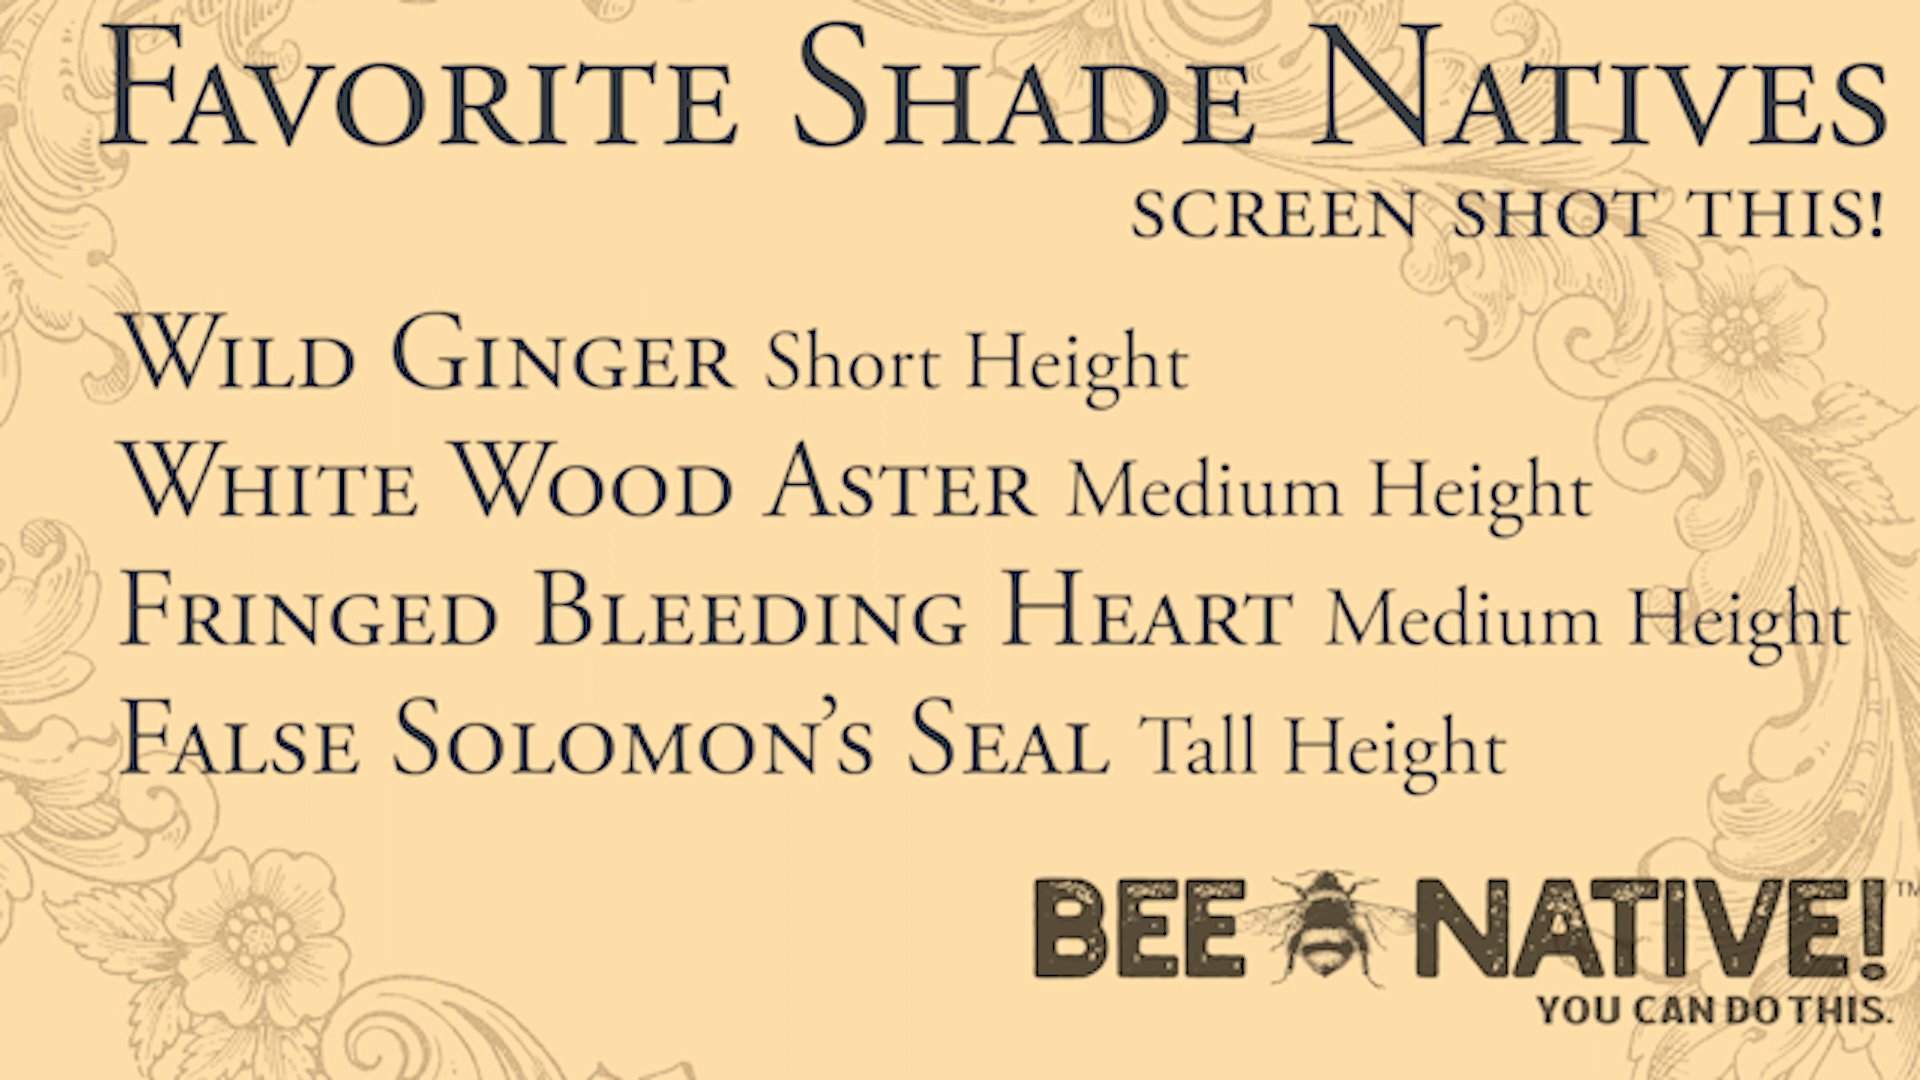 Favorite Shade Natives
screen shot this!
Wild Ginger Short Height
White Wood Aster Medium Height
Fringed Bleeding Heart Medium Height
False Solomon’s Seal Tall Height
BEE NATIVE!™
YOU CAN DO THIS.